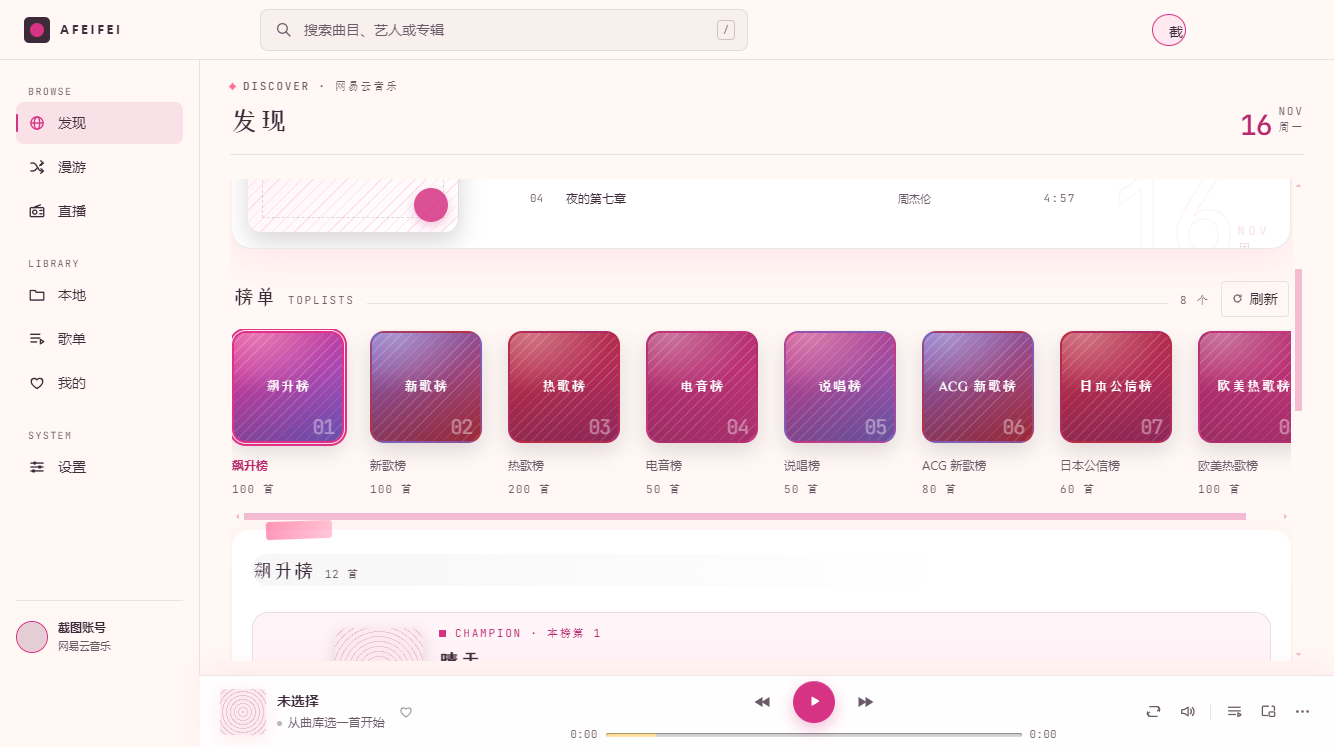 AFEIFEI
搜索曲目、艺人或专辑
/
截
BROWSE
发现
漫游
直播
LIBRARY
本地
歌单
我的
SYSTEM
设置
截图账号
网易云音乐
DISCOVER · 网易云音乐
发现
16
NOV
周一
04 夜的第七章 周杰伦 4:57
16
NOV
榜单 TOPLISTS
8 个
刷新
飙升榜 01
新歌榜 02
热歌榜 03
电音榜 04
说唱榜 05
ACG 新歌榜 06
日本公信榜 07
欧美热歌榜
飙升榜
100 首
新歌榜
100 首
热歌榜
200 首
电音榜
50 首
说唱榜
50 首
ACG 新歌榜
80 首
日本公信榜
60 首
欧美热歌榜
100 首
飙升榜 12 首
CHAMPION · 本榜第 1
晴天
未选择
从曲库选一首开始
0:00
0:00